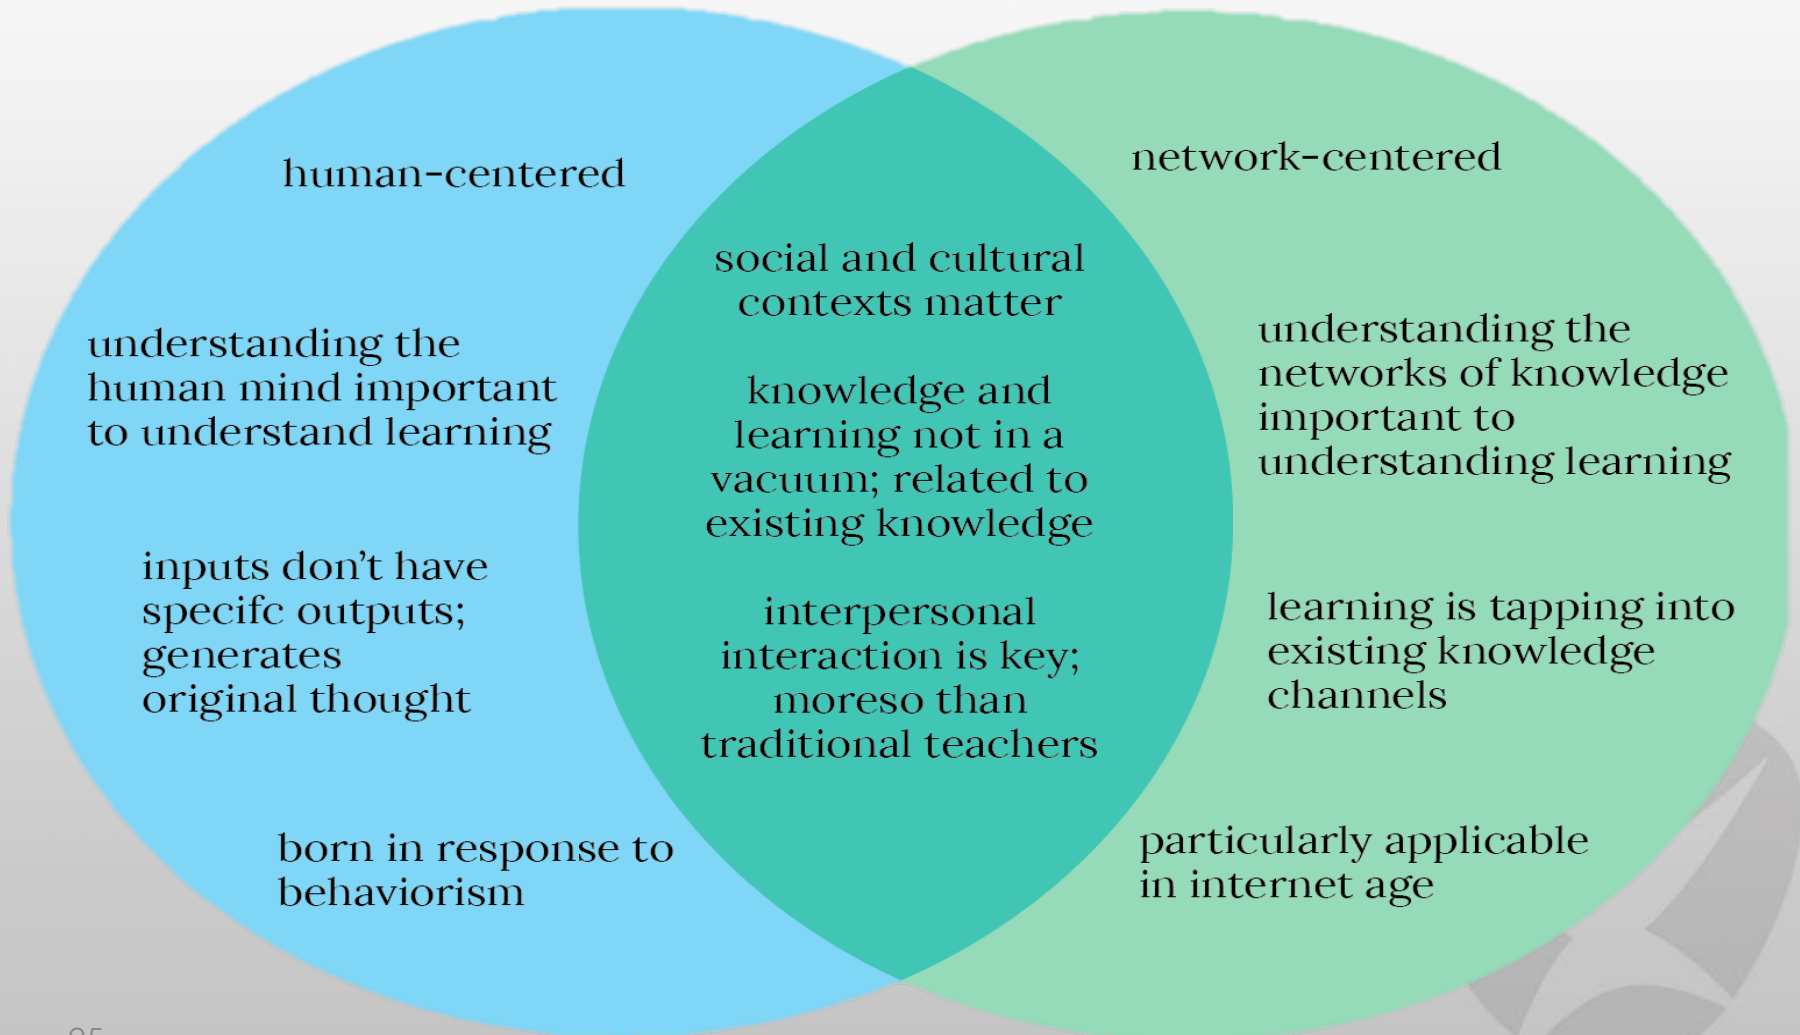 human-centered
understanding the
human mind important
to understand learning
inputs don't have
specifc outputs;
generates
original thought
born in response to
behaviorism
social and cultural
contexts matter
knowledge and
learning not in a
vacuum; related to
existing knowledge
interpersonal
interaction is key;
moreso than
traditional teachers
network-centered
understanding the
networks of knowledge
important to
understanding learning
learning is tapping into
existing knowledge
channels
particularly applicable
in internet age